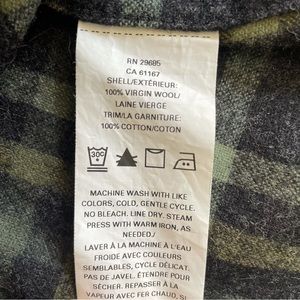 RN 29685
CA 61167
SHELL/EXTÉRIEUR:
100% VIRGIN WOOL/
LAINE VIERGE
TRIM/LA GARNITURE:
100% COTTON/COTON
30C
MACHINE WASH WITH LIKE
COLORS, COLD, GENTLE CYCLE.
NO BLEACH. LINE DRY. STEAM
PRESS WITH WARM IRON, AS
NEEDED./
LAVER À LA MACHINE À L'EAU
FROIDE AVEC COULEURS
SEMBLABLES, CYCLE DÉLICAT.
PAS DE JAVEL. ÉTENDRE POUR
SÉCHER. REPASSER À LA
VAPEUR AVEC FER CHAUD, SI